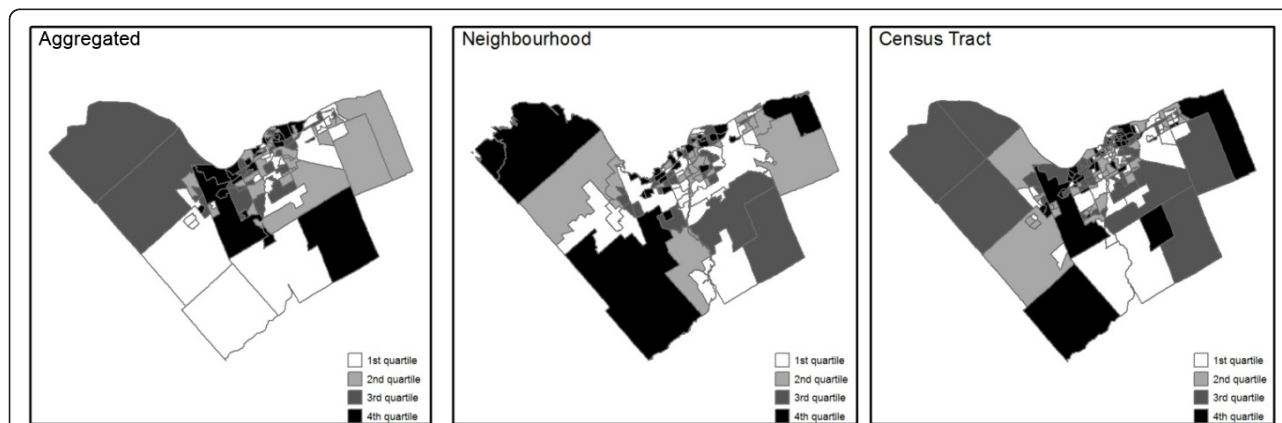 Aggregated
1st quartile
2nd quartile
3rd quartile
4th quartile
Neighbourhood
1st quartile
2nd quartile
3rd quartile
4th quartile
Census Tract
1st quartile
2nd quartile
3rd quartile
4th quartile